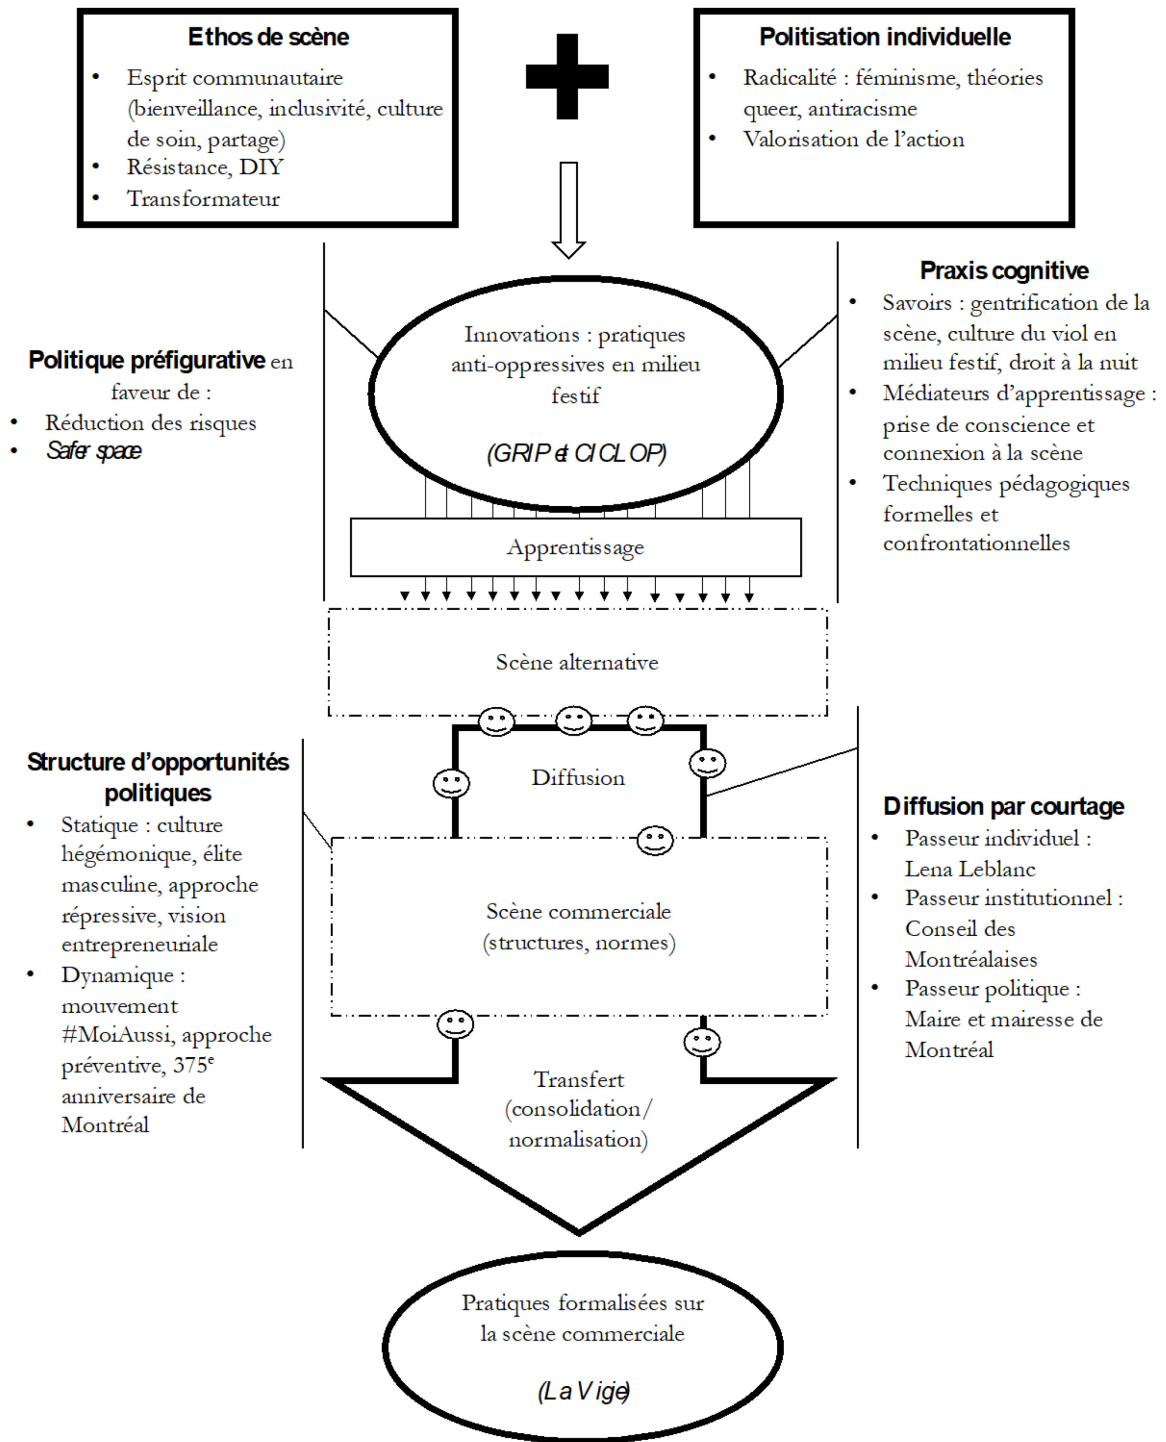 Ethos de scène
• Esprit communautaire
(bienveillance, inclusivité, culture
de soin, partage)
• Résistance, DIY
• Transformateur
Politisation individuelle
• Radicalité : féminisme, théories
queer, antiracisme
• Valorisation de l’action
Politique préfigurative en
faveur de :
• Réduction des risques
• Safer space
Innovations : pratiques
anti-oppressives en milieu
festif
(GRIP et CICLOP)
Praxis cognitive
• Savoirs : gentrification de la
scène, culture du viol en
milieu festif, droit à la nuit
• Médiateurs d’apprentissage :
prise de conscience et
connexion à la scène
• Techniques pédagogiques
formelles et
confrontationnelles
Apprentissage
Scène alternative
Diffusion
Structure d’opportunités
politiques
• Statique : culture
hégémonique, élite
masculine, approche
répressive, vision
entrepreneuriale
• Dynamique :
mouvement
#MoiAussi, approche
préventive, 375e
anniversaire de
Montréal
Scène commerciale
(structures, normes)
Diffusion par courtage
• Passeur individuel :
Lena Leblanc
• Passeur institutionnel :
Conseil des
Montréalaises
• Passeur politique :
Maire et mairesse de
Montréal
Transfert
(consolidation/
normalisation)
Pratiques formalisées sur
la scène commerciale
(La Vigie)